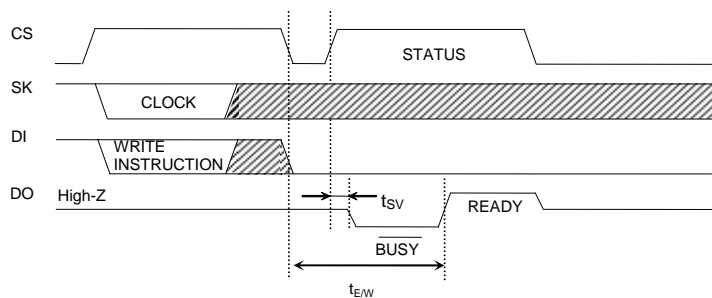 CS
STATUS
SK
CLOCK
DI
WRITE
INSTRUCTION
DO
High-Z
tSV
READY
BUSY
tE/W